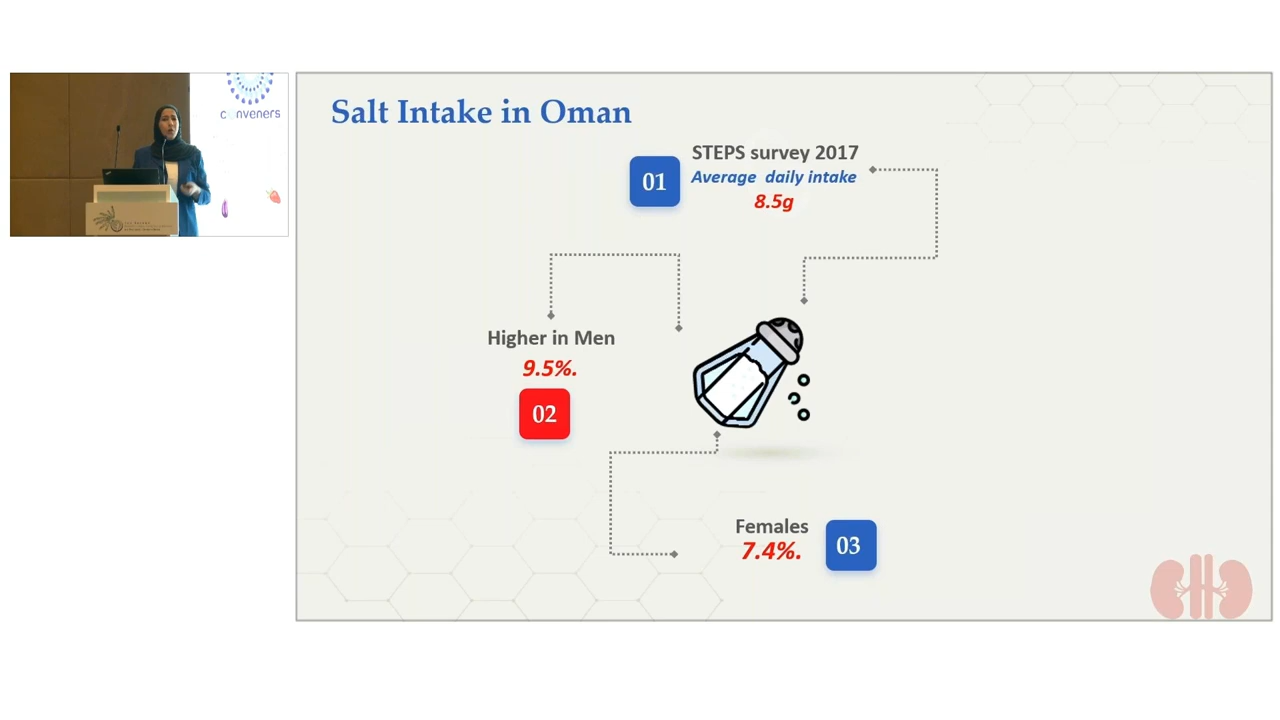 conveners
Salt Intake in Oman
01
STEPS survey 2017
Average daily intake
8.5g
Higher in Men
9.5%.
02
Females
7.4%.
03